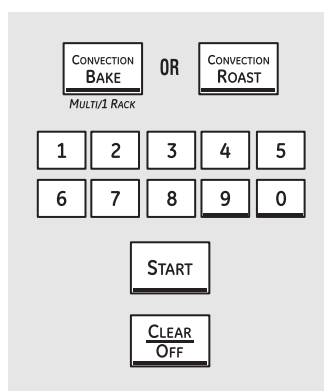 CONVECTION
BAKE
OR
CONVECTION
ROAST
MULTI/1 RACK
1 2 3 4 5
6 7 8 9 0
START
CLEAR
OFF